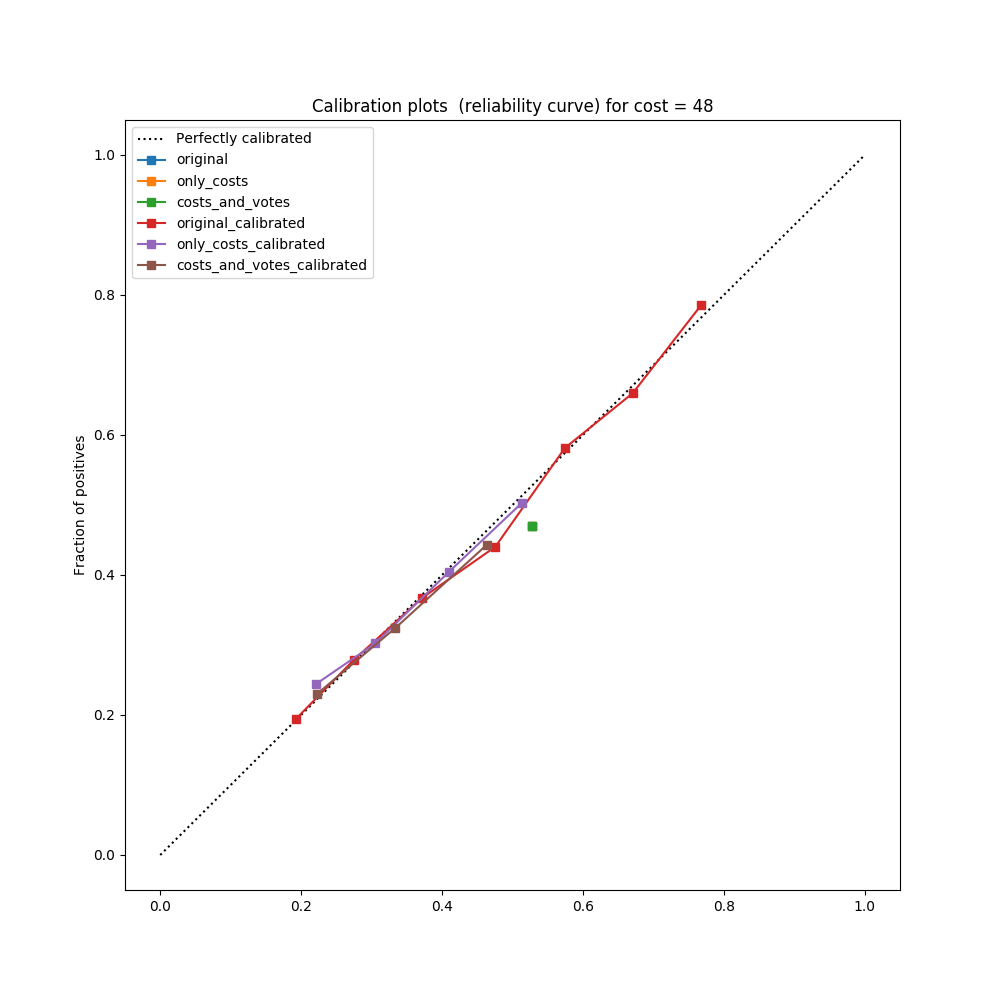 Calibration plots  (reliability curve) for cost = 48
Perfectly calibrated
original
only_costs
costs_and_votes
original_calibrated
only_costs_calibrated
costs_and_votes_calibrated
Fraction of positives
1.0
0.8
0.6
0.4
0.2
0.0
0.0 0.2 0.4 0.6 0.8 1.0